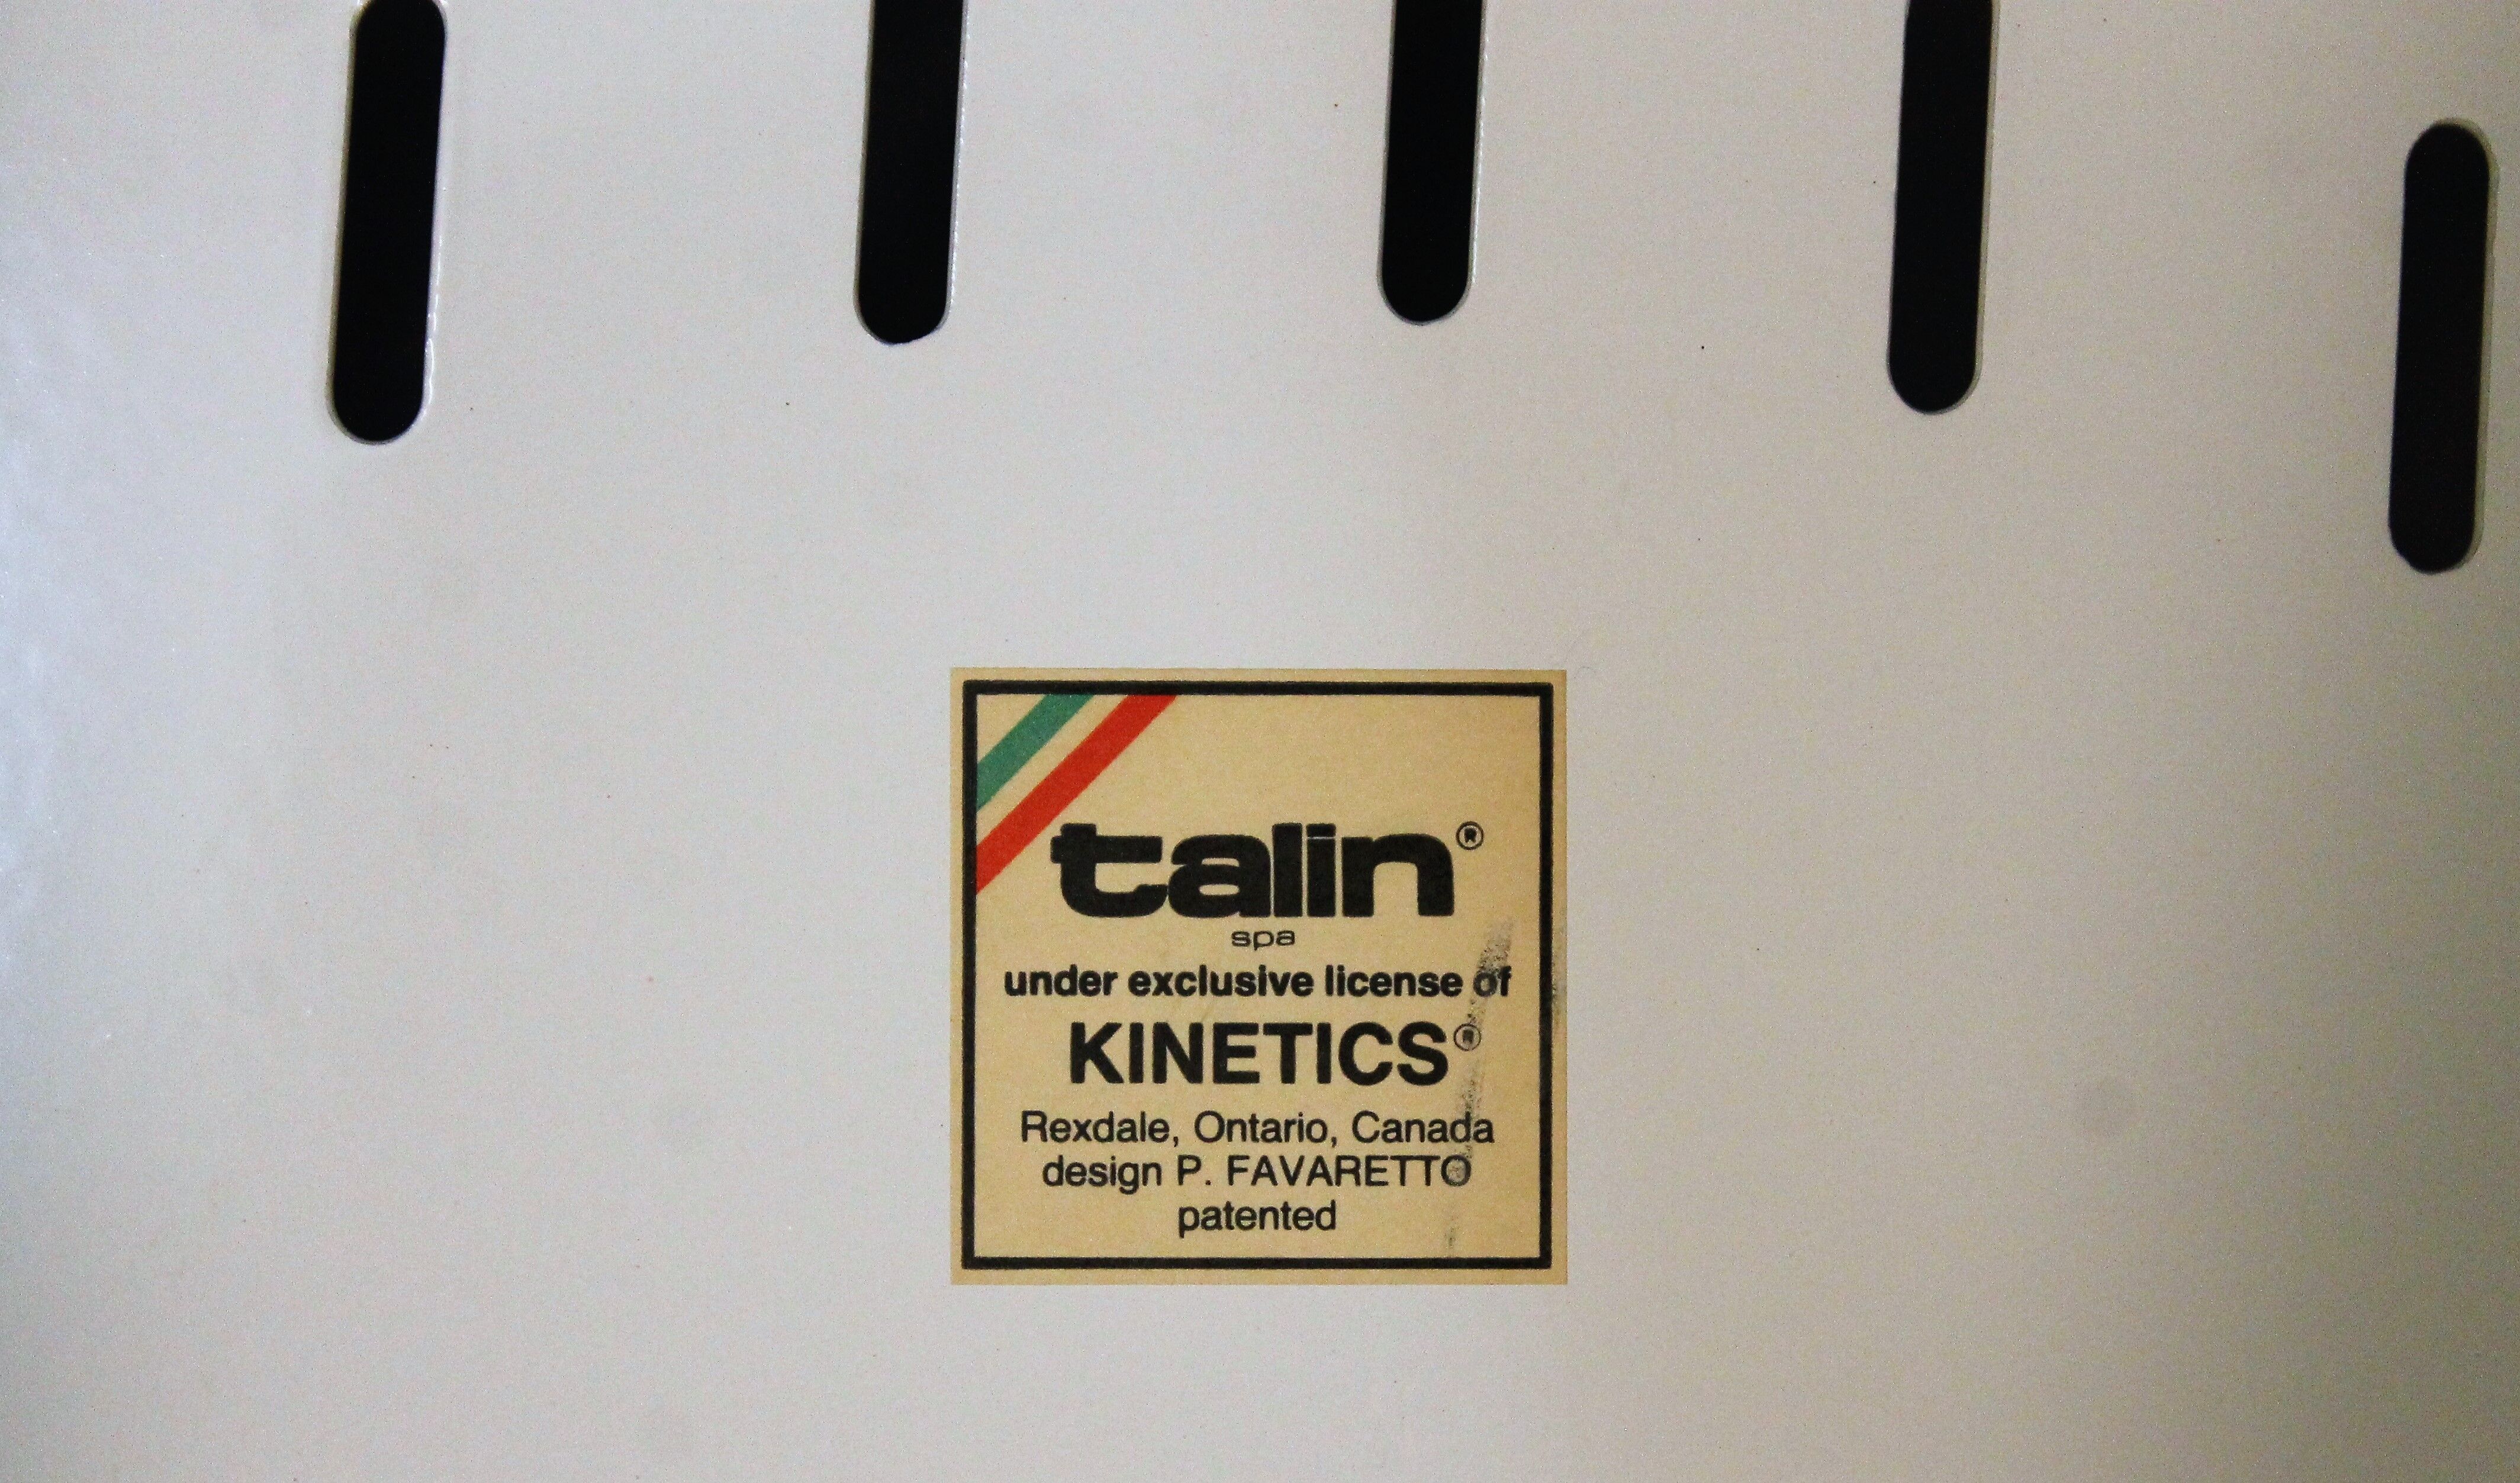 talin®
spa
under exclusive license of
KINETICS®
Rexdale, Ontario, Canada
design P. FAVARETTO
patented